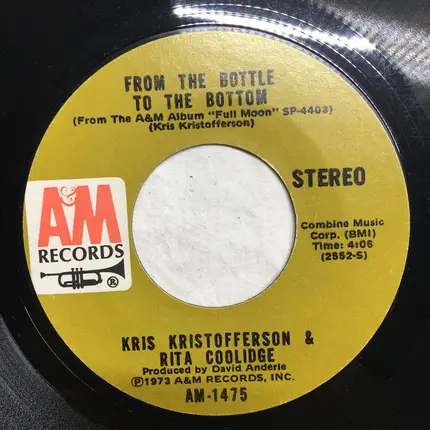 FROM THE BOTTLE
TO THE BOTTOM
(From The A&M Album "Full Moon" SP-4403)
(Kris Kristofferson)
STEREO
A&M
RECORDS
®
Combine Music
Corp. (BMI)
Time: 4:06
(2552-S)
KRIS KRISTOFFERSON &
RITA COOLIDGE
Produced by David Anderle
Ⓟ1973 A&M RECORDS, INC.
AM-1475